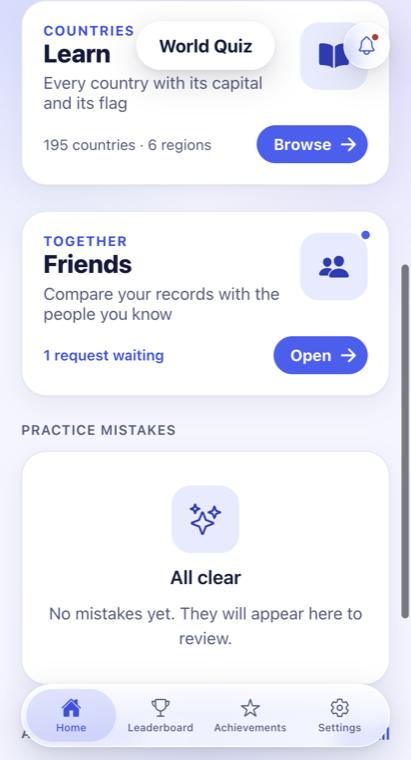 COUNTRIES
World Quiz
Learn
Every country with its capital
and its flag
195 countries · 6 regions
Browse →
TOGETHER
Friends
Compare your records with the
people you know
1 request waiting
Open →
PRACTICE MISTAKES
All clear
No mistakes yet. They will appear here to
review.
Home
Leaderboard
Achievements
Settings